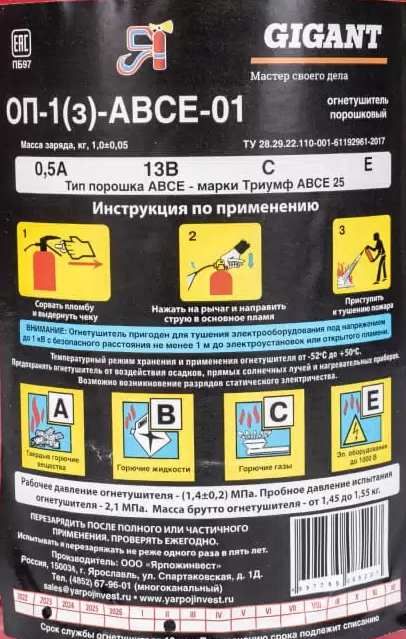 EAC
ПБ97
GIGANT
Мастер своего дела
ОП-1(з)-АВСЕ-01
огнетушитель
порошковый
Масса заряда, кг, 1,0±0,05
ТУ 28.29.22.110-001-61192961-2017
0,5А 13В С Е
Тип порошка АВСЕ - марки Триумф АВСЕ 25
Инструкция по применению
1 2 3
Сорвать пломбу
и выдернуть чеку
Нажать на рычаг и направить
струю в основное пламя
Приступить
к тушению пожара
ВНИМАНИЕ: Огнетушитель пригоден для тушения электрооборудования под напряжением
до 1 кВ с безопасного расстояния не менее 1 м до электроустановок или открытого пламени.
Температурный режим хранения и применения огнетушителя от -52°С до +50°С.
Предохранять огнетушитель от воздействия осадков, прямых солнечных лучей и нагревательных приборов.
Возможно возникновение разрядов статического электричества.
A B C E
Твердые горючие
вещества
Горючие жидкости
Горючие газы
Эл. оборудование
до 1000 В
Рабочее давление огнетушителя - (1,4±0,2) МПа. Пробное давление испытания
огнетушителя - 2,1 МПа. Масса брутто огнетушителя - от 1,45 до 1,55 кг.
ПЕРЕЗАРЯДИТЬ ПОСЛЕ ПОЛНОГО ИЛИ ЧАСТИЧНОГО
ПРИМЕНЕНИЯ. ПРОВЕРЯТЬ ЕЖЕГОДНО.
Испытывать и перезаряжать не реже одного раза в пять лет.
Производитель: ООО «Ярпожинвест»
Россия, 150034, г. Ярославль, ул. Спартаковская, д. 1Д.
Тел. (4852) 67-96-01 (многоканальный)
sales@yarpojinvest.ru www.yarpojinvest.ru
2022 2023 2024 2025 2026 I II III IV V VI VII VIII
Срок службы огнетушителя
срока подлежит списанию